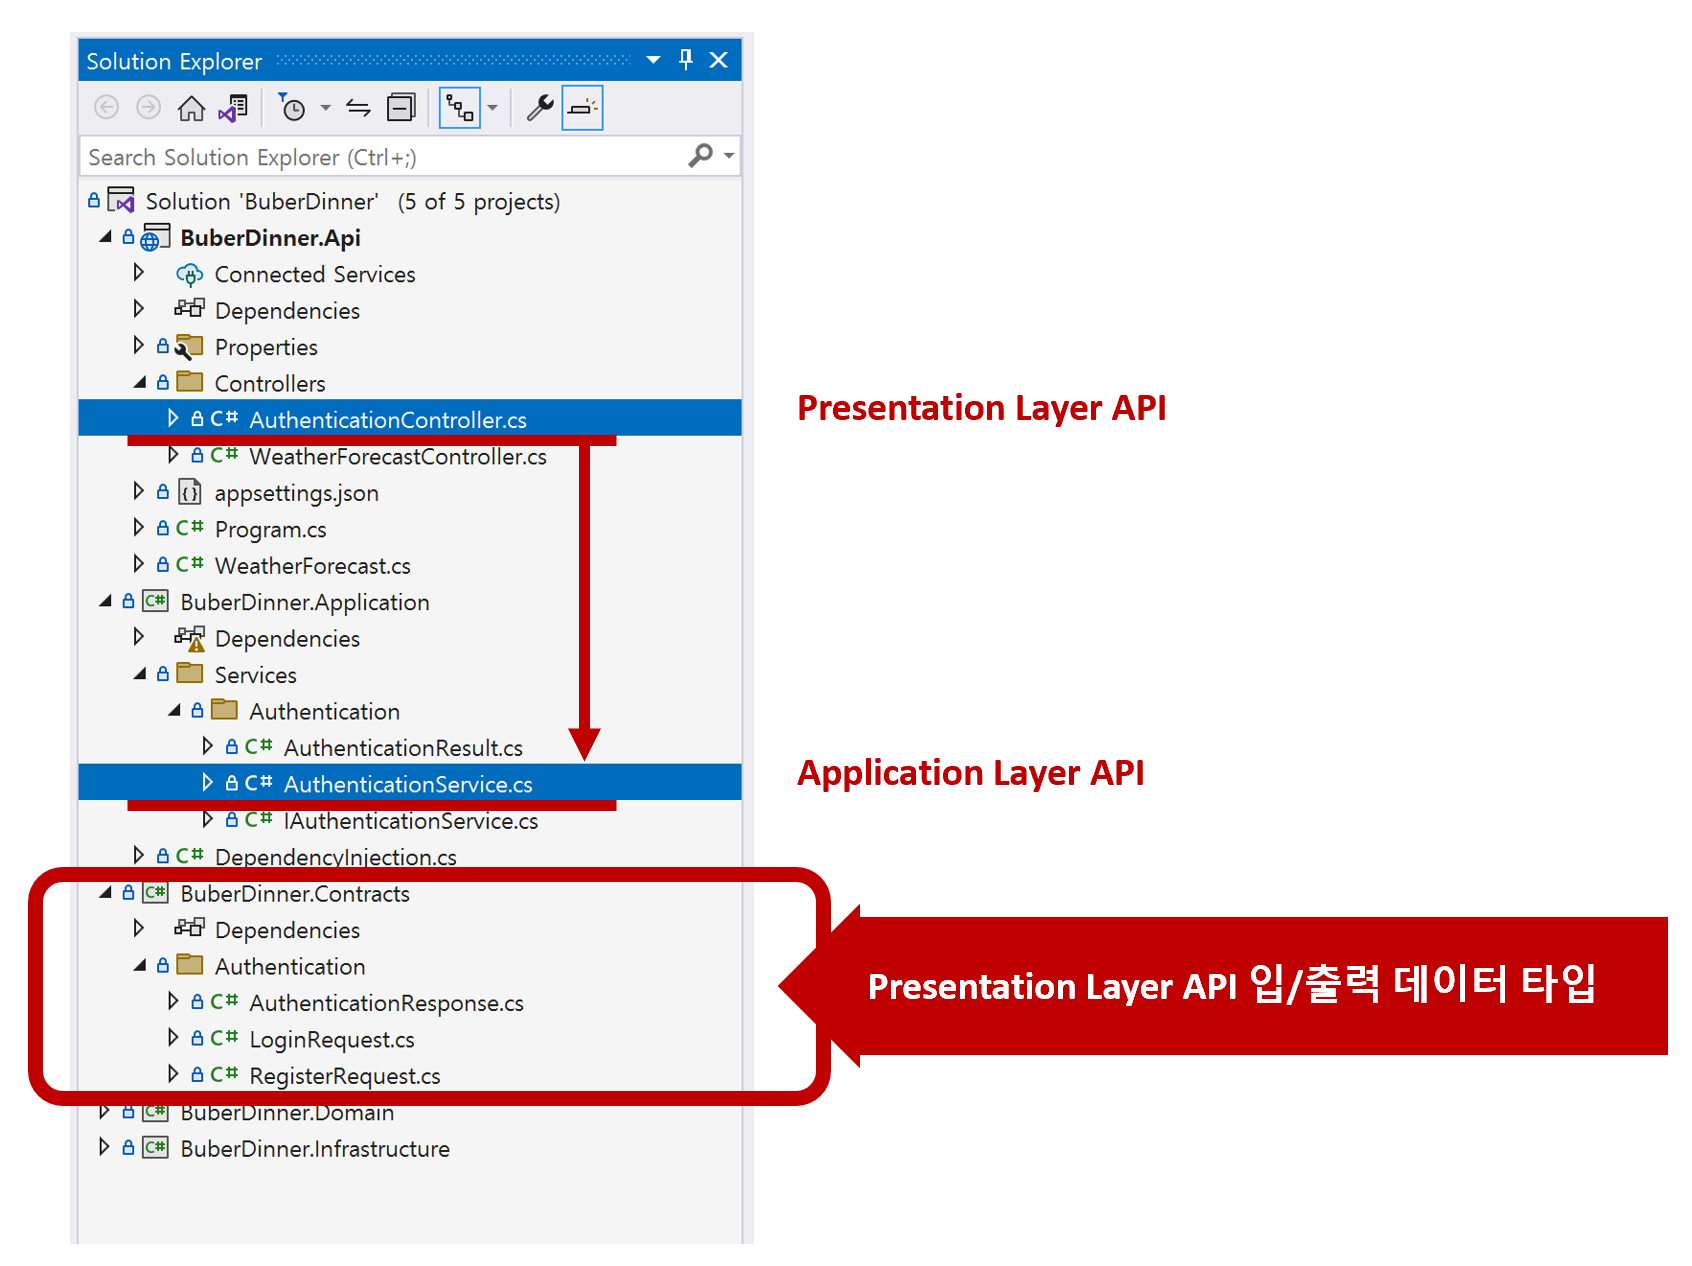 Solution Explorer
Search Solution Explorer (Ctrl+;)
Solution 'BuberDinner' (5 of 5 projects)
BuberDinner.Api
Connected Services
Dependencies
Properties
Controllers
C# AuthenticationController.cs
Presentation Layer API
C# WeatherForecastController.cs
appsettings.json
C# Program.cs
C# WeatherForecast.cs
C# BuberDinner.Application
Dependencies
Services
Authentication
C# AuthenticationResult.cs
C# AuthenticationService.cs
Application Layer API
C# IAuthenticationService.cs
C# DependencyInjection.cs
C# BuberDinner.Contracts
Dependencies
Authentication
Presentation Layer API 입/출력 데이터 타입
C# AuthenticationResponse.cs
C# LoginRequest.cs
C# RegisterRequest.cs
C# BuberDinner.Domain
C# BuberDinner.Infrastructure